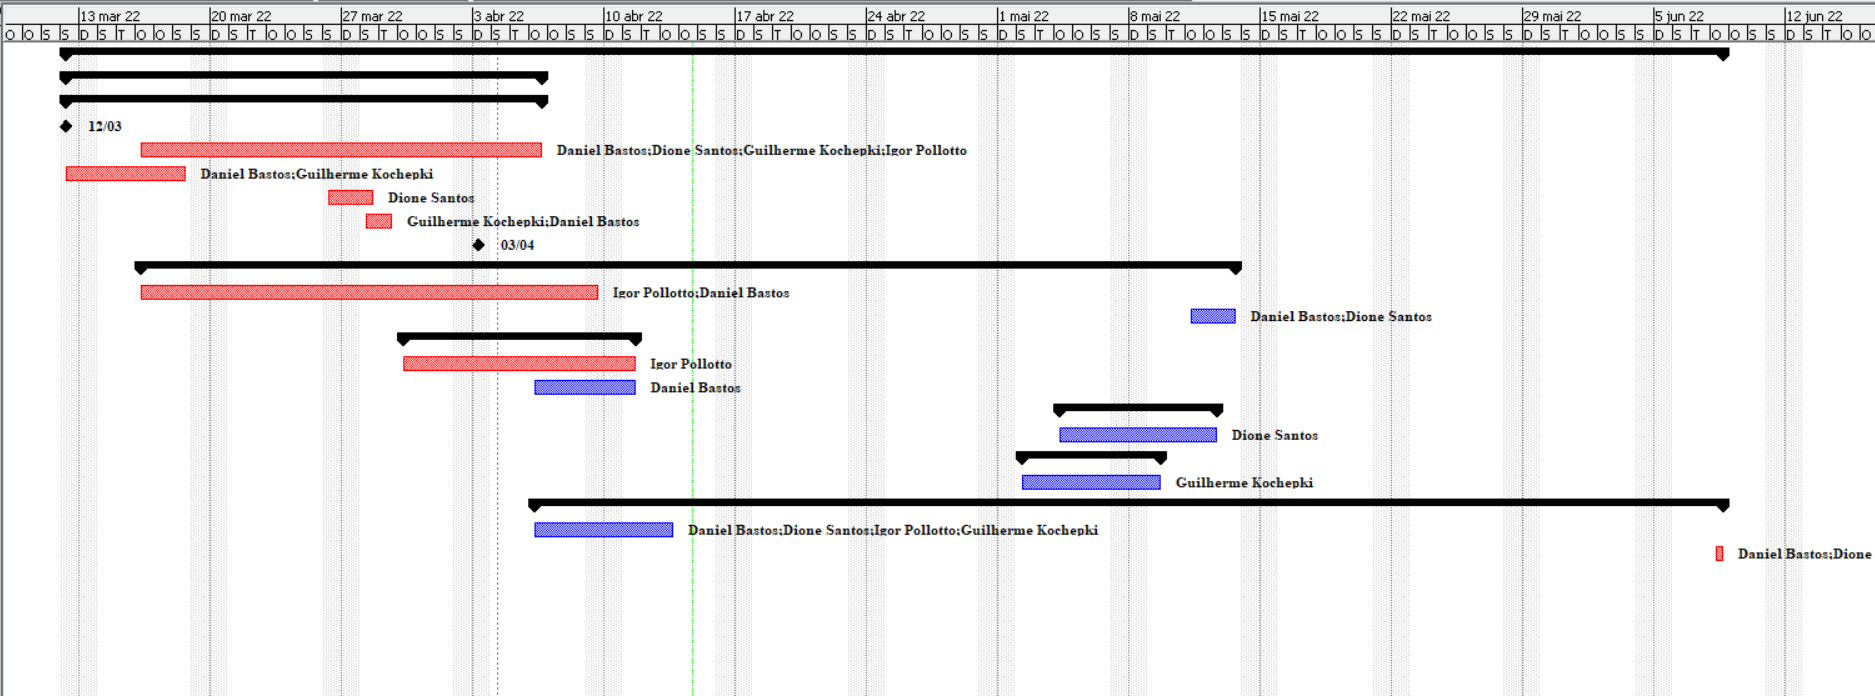 13 mar 22 20 mar 22 27 mar 22 3 abr 22 10 abr 22 17 abr 22 24 abr 22 1 mai 22 8 mai 22 15 mai 22 22 mai 22 29 mai 22 5 jun 22 12 jun 22
O O S S D S T O O S S D S T O O S S D S T O O S S D S T O O S S D S T O O S S D S T O O S S D S T O O S S D S T O O S S D S T O O S S D S T O O S S D S T O O S S D S T O O S S D S T O O S S D S T O O
12/03
Daniel Bastos;Dione Santos;Guilherme Kochepki;Igor Pollotto
Daniel Bastos;Guilherme Kochepki
Dione Santos
Guilherme Kochepki;Daniel Bastos
03/04
Igor Pollotto;Daniel Bastos
Daniel Bastos;Dione Santos
Igor Pollotto
Daniel Bastos
Dione Santos
Guilherme Kochepki
Daniel Bastos;Dione Santos;Igor Pollotto;Guilherme Kochepki
Daniel Bastos;Dione